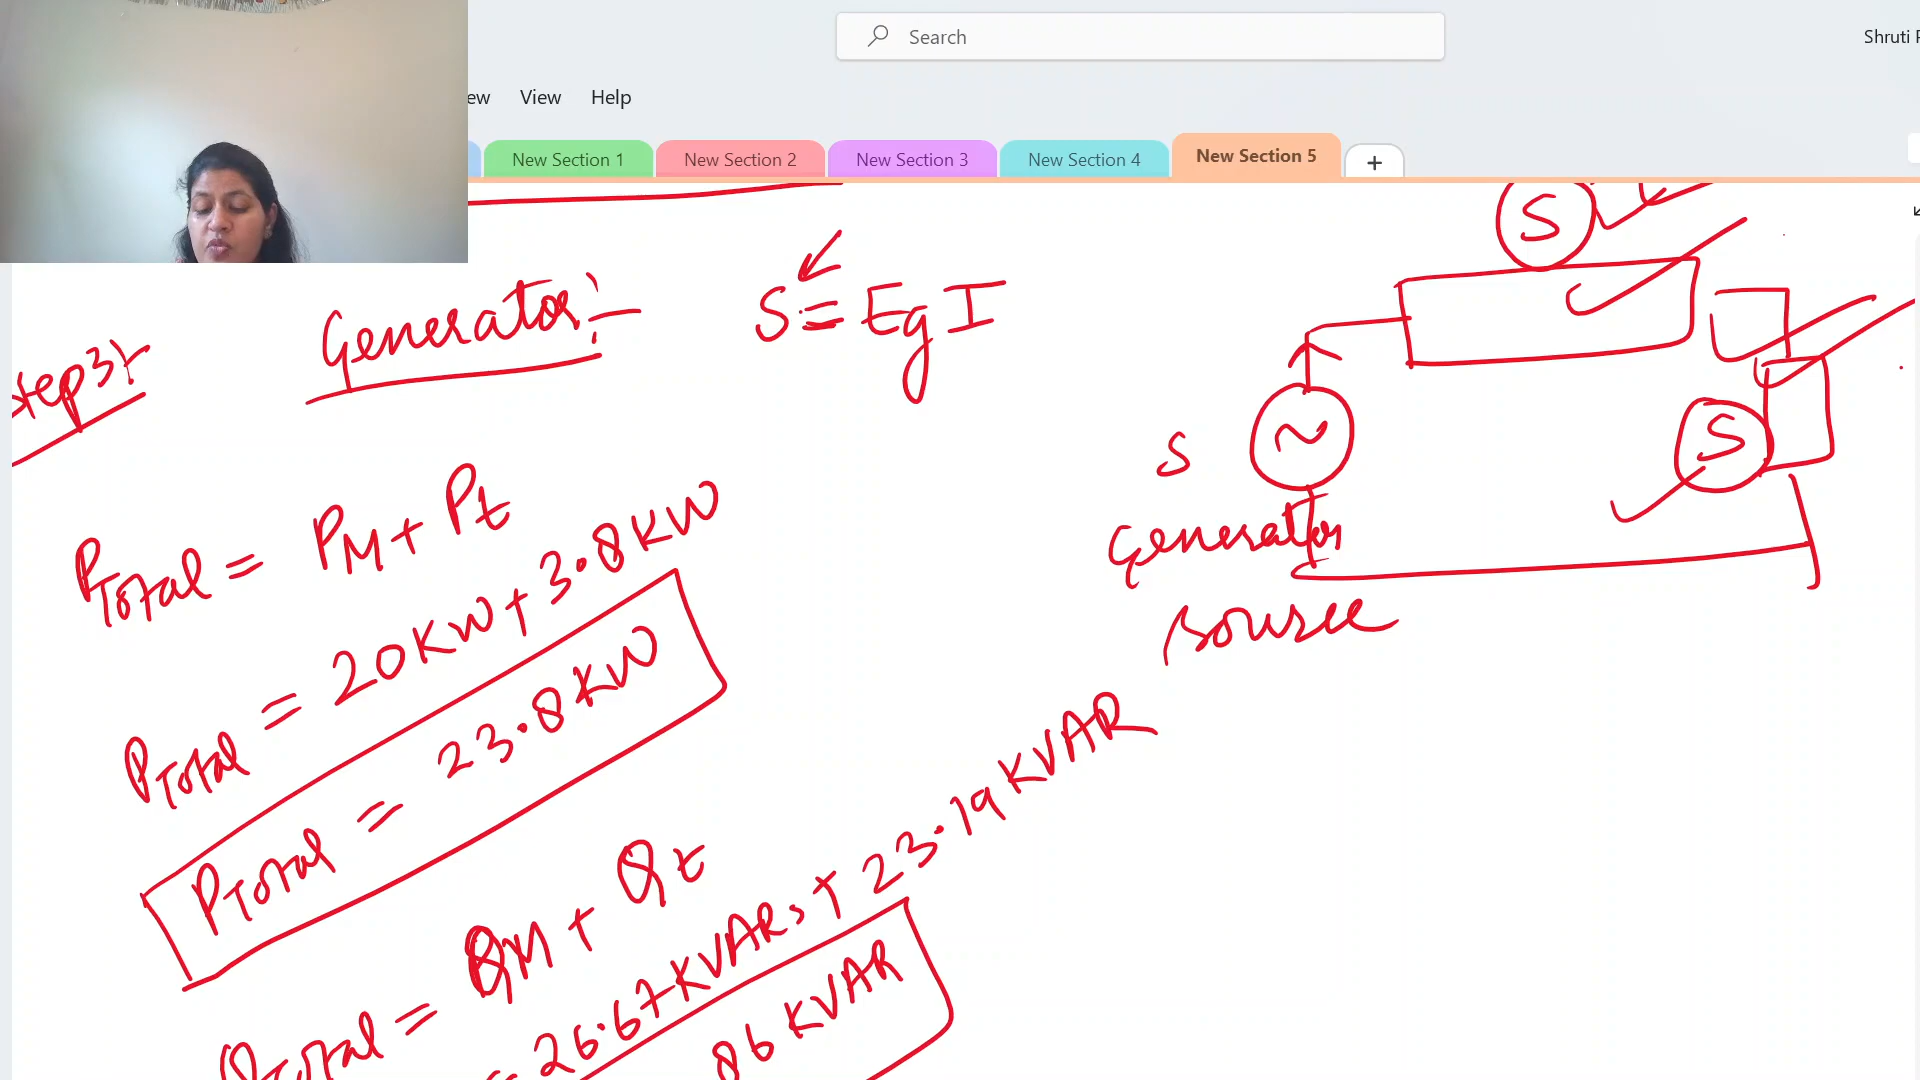 Search
Shruti
ew View Help
New Section 1 New Section 2 New Section 3 New Section 4 New Section 5 +
S
Step3:-
Generator:-
S = EgI
S
S
Generator
source
PTotal = PM + Pt
PTotal = 20KW + 3.8KW
PTotal = 23.8KW
QTotal = QM + Qt
= 26.67KVARs + 23.19KVAR
86 KVAR